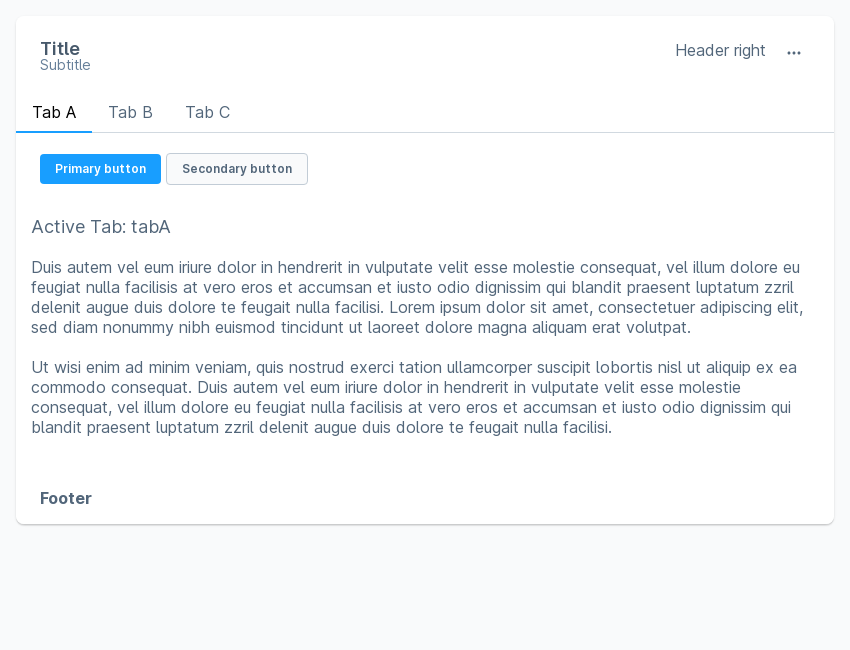 Title
Subtitle
Header right
Tab A
Tab B
Tab C
Primary button
Secondary button
Active Tab: tabA
Duis autem vel eum iriure dolor in hendrerit in vulputate velit esse molestie consequat, vel illum dolore eu
feugiat nulla facilisis at vero eros et accumsan et iusto odio dignissim qui blandit praesent luptatum zzril
delenit augue duis dolore te feugait nulla facilisi. Lorem ipsum dolor sit amet, consectetuer adipiscing elit,
sed diam nonummy nibh euismod tincidunt ut laoreet dolore magna aliquam erat volutpat.
Ut wisi enim ad minim veniam, quis nostrud exerci tation ullamcorper suscipit lobortis nisl ut aliquip ex ea
commodo consequat. Duis autem vel eum iriure dolor in hendrerit in vulputate velit esse molestie
consequat, vel illum dolore eu feugiat nulla facilisis at vero eros et accumsan et iusto odio dignissim qui
blandit praesent luptatum zzril delenit augue duis dolore te feugait nulla facilisi.
Footer